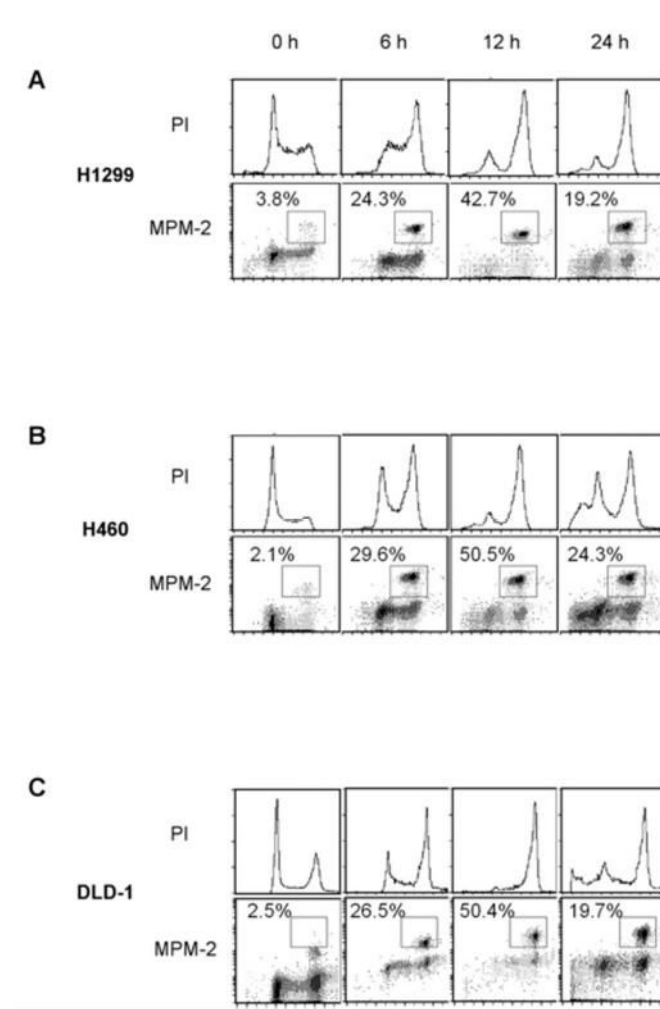 0 h 6 h 12 h 24 h
A
PI
H1299
3.8% 24.3% 42.7% 19.2%
MPM-2
B
PI
H460
2.1% 29.6% 50.5% 24.3%
MPM-2
C
PI
DLD-1
2.5% 26.5% 50.4% 19.7%
MPM-2